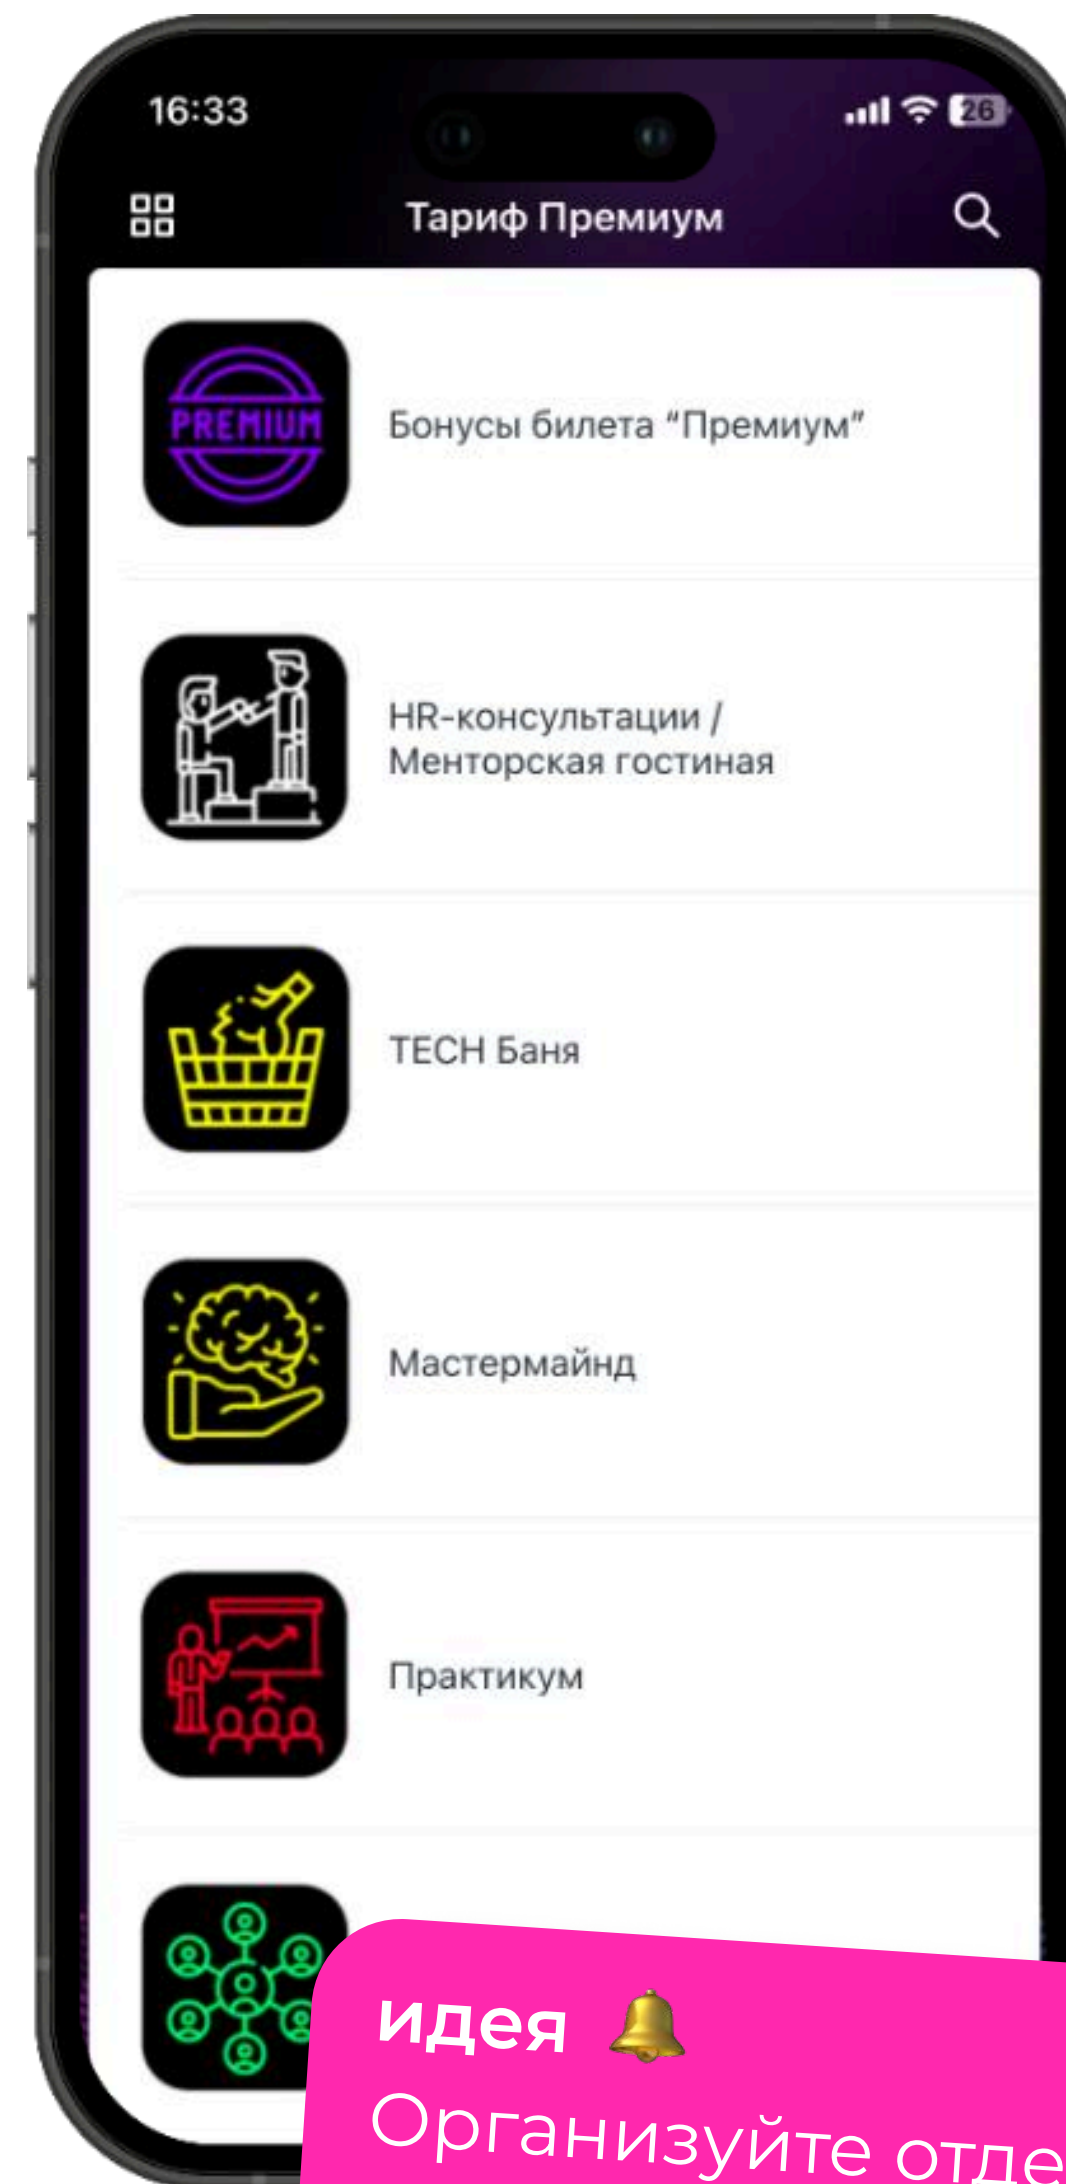 16:33
26
Тариф Премиум
PREMIUM
Бонусы билета “Премиум”
HR-консультации /
Менторская гостиная
TECH Баня
Мастермайнд
Практикум
идея
Организуйте отде